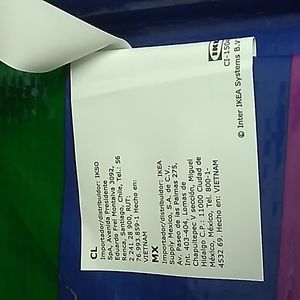 CL
Importador/distribuidor: IKSO
SpA, Avenida Presidente
Eduardo Frei Montalva 3092,
Renca, Santiago, Chile, Tel.: 56
2 241 28 900, RUT:
76.993.859-1 Hecho en:
VIETNAM
MX
Importador/distribuidor: IKEA
Supply Mexico, S.A. de C.V.,
Av. Paseo de las Palmas 275,
Int. 403-404, Lomas de
Chapultepec V sección, Miguel
Hidalgo C.P.: 11000 Ciudad de
México, México, Tel. 800-1-
4532 69. Hecho en: VIETNAM
IKEA
© Inter IKEA Systems B.V.